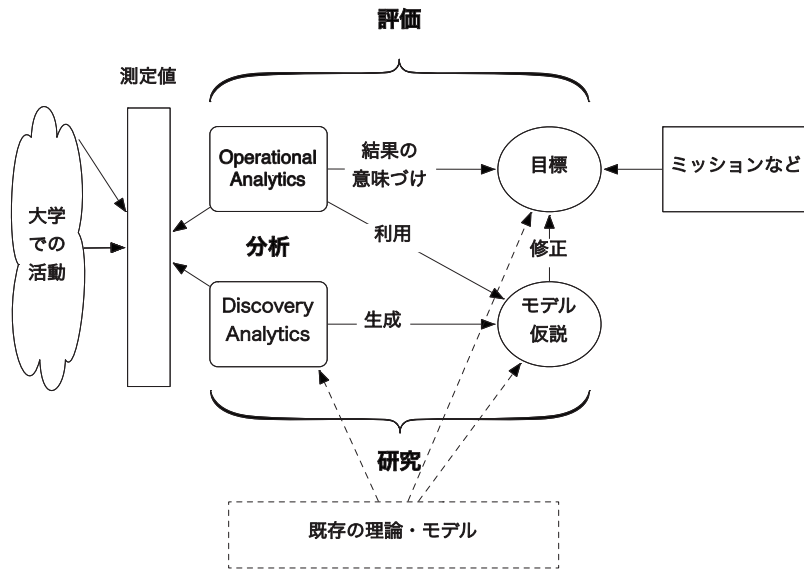 評価
測定値
Operational
Analytics
結果の
意味づけ
目標
ミッションなど
大学
での
活動
分析
利用
修正
Discovery
Analytics
生成
モデル
仮説
研究
既存の理論・モデル